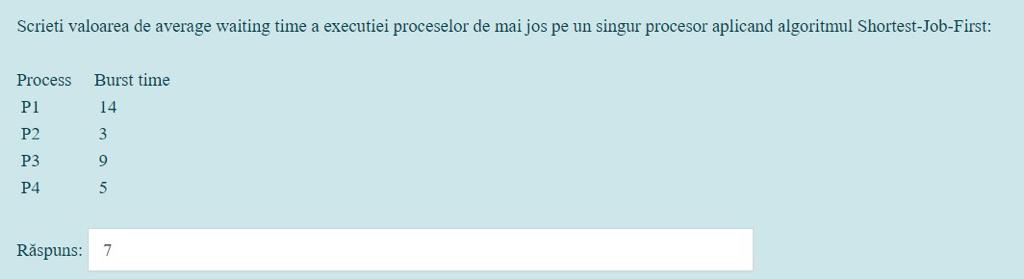 Scrieti valoarea de average waiting time a executiei proceselor de mai jos pe un singur procesor aplicand algoritmul Shortest-Job-First:
Process Burst time
P1 14
P2 3
P3 9
P4 5
Răspuns: 7